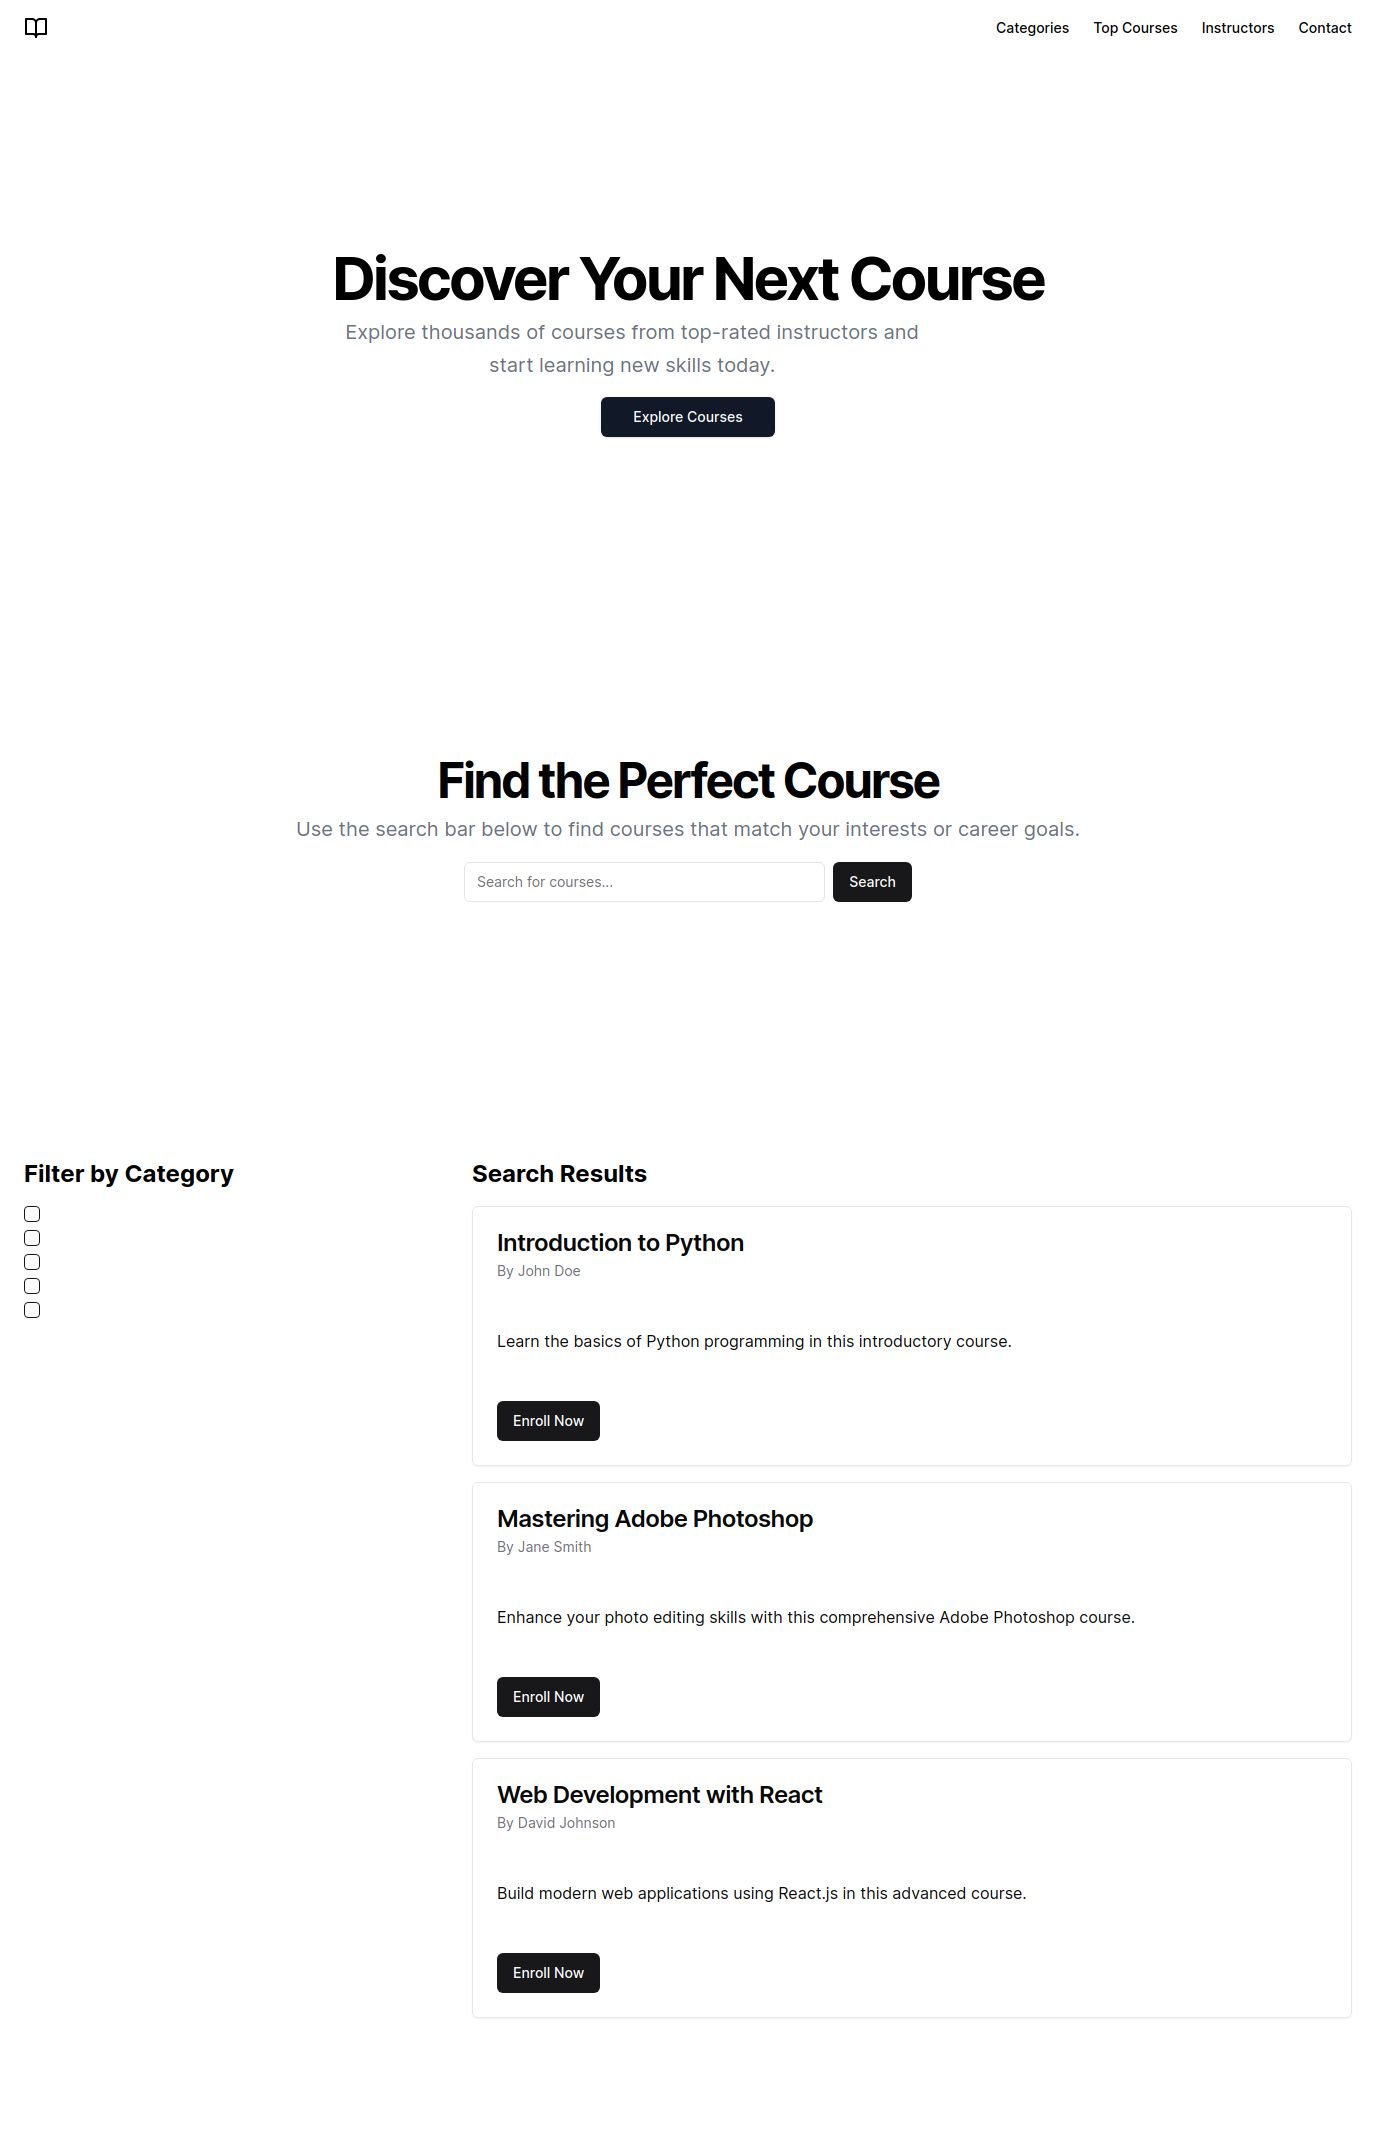 Categories Top Courses Instructors Contact
Discover Your Next Course
Explore thousands of courses from top-rated instructors and
start learning new skills today.
Explore Courses
Find the Perfect Course
Use the search bar below to find courses that match your interests or career goals.
Search for courses...
Search
Filter by Category
Search Results
Introduction to Python
By John Doe
Learn the basics of Python programming in this introductory course.
Enroll Now
Mastering Adobe Photoshop
By Jane Smith
Enhance your photo editing skills with this comprehensive Adobe Photoshop course.
Enroll Now
Web Development with React
By David Johnson
Build modern web applications using React.js in this advanced course.
Enroll Now